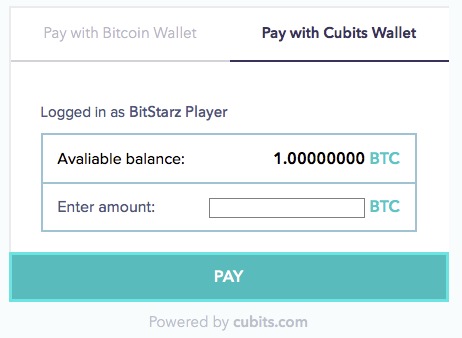 Pay with Bitcoin Wallet Pay with Cubits Wallet
Logged in as BitStarz Player
Avaliable balance: 1.00000000 BTC
Enter amount: BTC
PAY
Powered by cubits.com